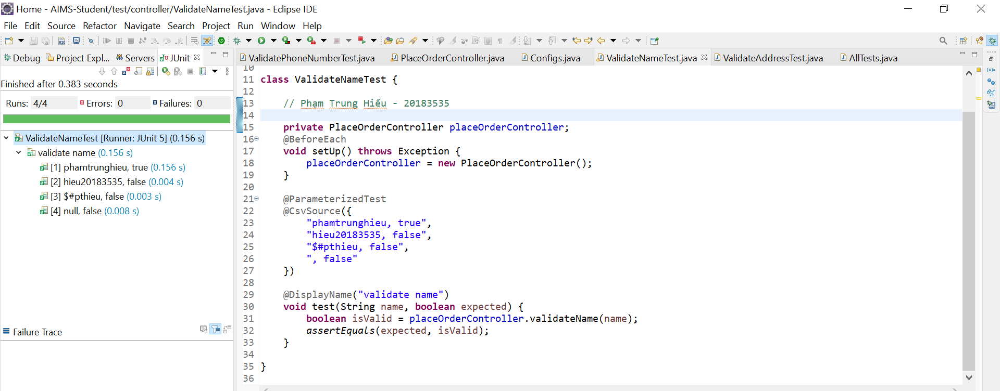 Home - AIMS-Student/test/controller/ValidateNameTest.java - Eclipse IDE
File Edit Source Refactor Navigate Search Project Run Window Help
Debug Project Expl... Servers JUnit
Finished after 0.383 seconds
Runs: 4/4 Errors: 0 Failures: 0
ValidateNameTest [Runner: JUnit 5] (0.156 s)
validate name (0.156 s)
[1] phamtrunghieu, true (0.156 s)
[2] hieu20183535, false (0.004 s)
[3] $#pthieu, false (0.003 s)
[4] null, false (0.008 s)
Failure Trace
ValidatePhoneNumberTest.java PlaceOrderController.java Configs.java ValidateNameTest.java ValidateAddressTest.java AllTests.java
10
11 class ValidateNameTest {
12
13 // Phạm Trung Hiếu - 20183535
14
15 private PlaceOrderController placeOrderController;
16 @BeforeEach
17 void setUp() throws Exception {
18 placeOrderController = new PlaceOrderController();
19 }
20
21 @ParameterizedTest
22 @CsvSource({
23 "phamtrunghieu, true",
24 "hieu20183535, false",
25 "$#pthieu, false",
26 ", false"
27 })
28
29 @DisplayName("validate name")
30 void test(String name, boolean expected) {
31 boolean isValid = placeOrderController.validateName(name);
32 assertEquals(expected, isValid);
33 }
34
35 }
36